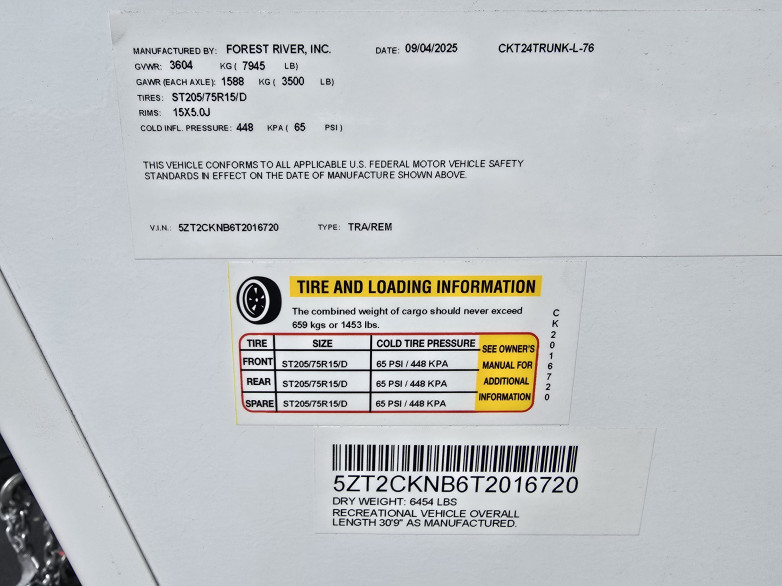 MANUFACTURED BY: FOREST RIVER, INC. DATE: 09/04/2025 CKT24TRUNK-L-76
GVWR: 3604 KG ( 7945 LB)
GAWR (EACH AXLE): 1588 KG ( 3500 LB)
TIRES: ST205/75R15/D
RIMS: 15X5.0J
COLD INFL. PRESSURE: 448 KPA ( 65 PSI )
THIS VEHICLE CONFORMS TO ALL APPLICABLE U.S. FEDERAL MOTOR VEHICLE SAFETY
STANDARDS IN EFFECT ON THE DATE OF MANUFACTURE SHOWN ABOVE.
V.I.N.: 5ZT2CKNB6T2016720 TYPE: TRA/REM
TIRE AND LOADING INFORMATION
The combined weight of cargo should never exceed
659 kgs or 1453 lbs.
TIRE SIZE COLD TIRE PRESSURE
FRONT ST205/75R15/D 65 PSI / 448 KPA
REAR ST205/75R15/D 65 PSI / 448 KPA
SPARE ST205/75R15/D 65 PSI / 448 KPA
SEE OWNER'S
MANUAL FOR
ADDITIONAL
INFORMATION
CK2016720
5ZT2CKNB6T2016720
DRY WEIGHT: 6454 LBS
RECREATIONAL VEHICLE OVERALL
LENGTH 30'9" AS MANUFACTURED.